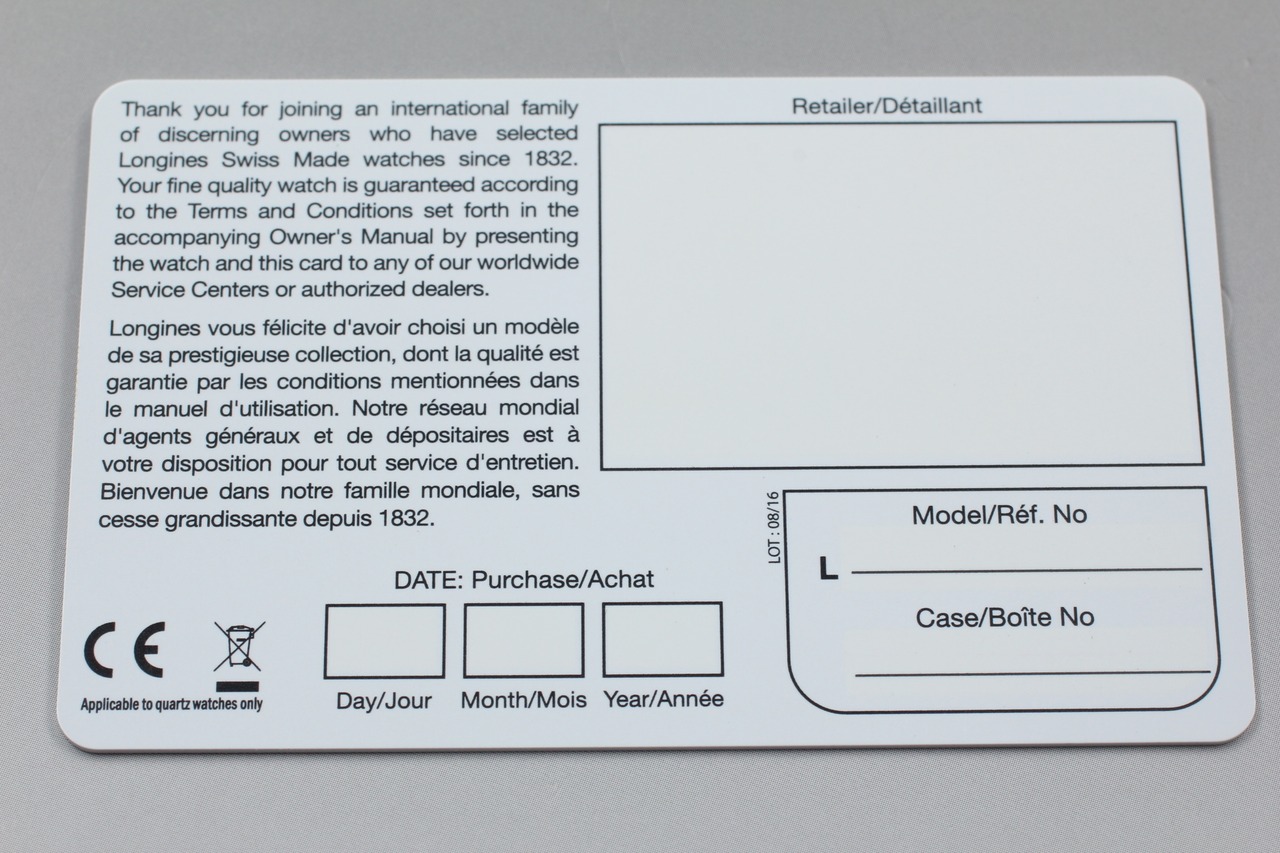 Thank you for joining an international family
of discerning owners who have selected
Longines Swiss Made watches since 1832.
Your fine quality watch is guaranteed according
to the Terms and Conditions set forth in the
accompanying Owner's Manual by presenting
the watch and this card to any of our worldwide
Service Centers or authorized dealers.
Longines vous félicite d'avoir choisi un modèle
de sa prestigieuse collection, dont la qualité est
garantie par les conditions mentionnées dans
le manuel d'utilisation. Notre réseau mondial
d'agents généraux et de dépositaires est à
votre disposition pour tout service d'entretien.
Bienvenue dans notre famille mondiale, sans
cesse grandissante depuis 1832.
Retailer/Détaillant
LOT : 08/16
Model/Réf. No
L
Case/Boîte No
DATE: Purchase/Achat
Day/Jour Month/Mois Year/Année
CE
Applicable to quartz watches only